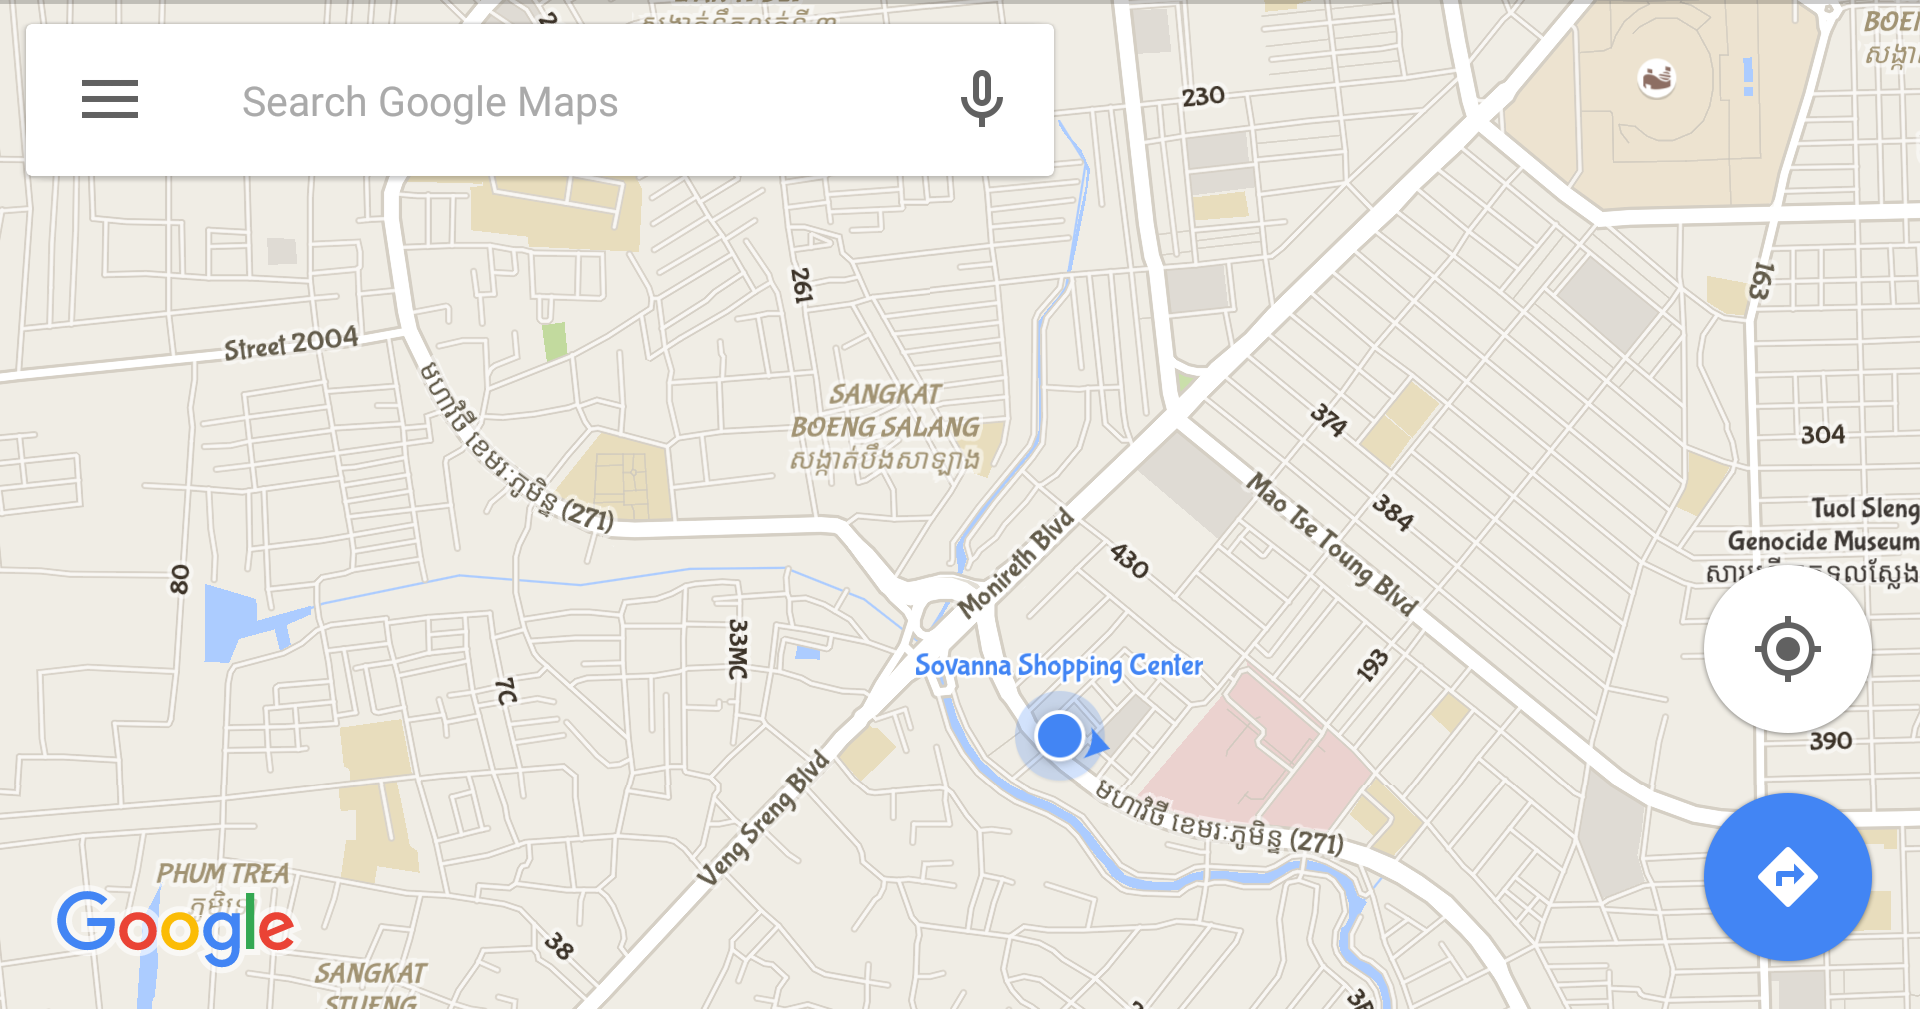 Search Google Maps
230
BOE
163
261
Street 2004
មហាវិថី ខេមរៈភូមិន្ទ (271)
SANGKAT
BOENG SALANG
សង្កាត់បឹងសាឡាង
374
304
Mao Tse Toung Blvd
384
Tuol Sleng
Genocide Museum
Monireth Blvd
430
80
33MC
7C
193
Sovanna Shopping Center
390
Veng Sreng Blvd
មហាវិថី ខេមរៈភូមិន្ទ (271)
PHUM TREA
Google
38
SANGKAT
STUENG